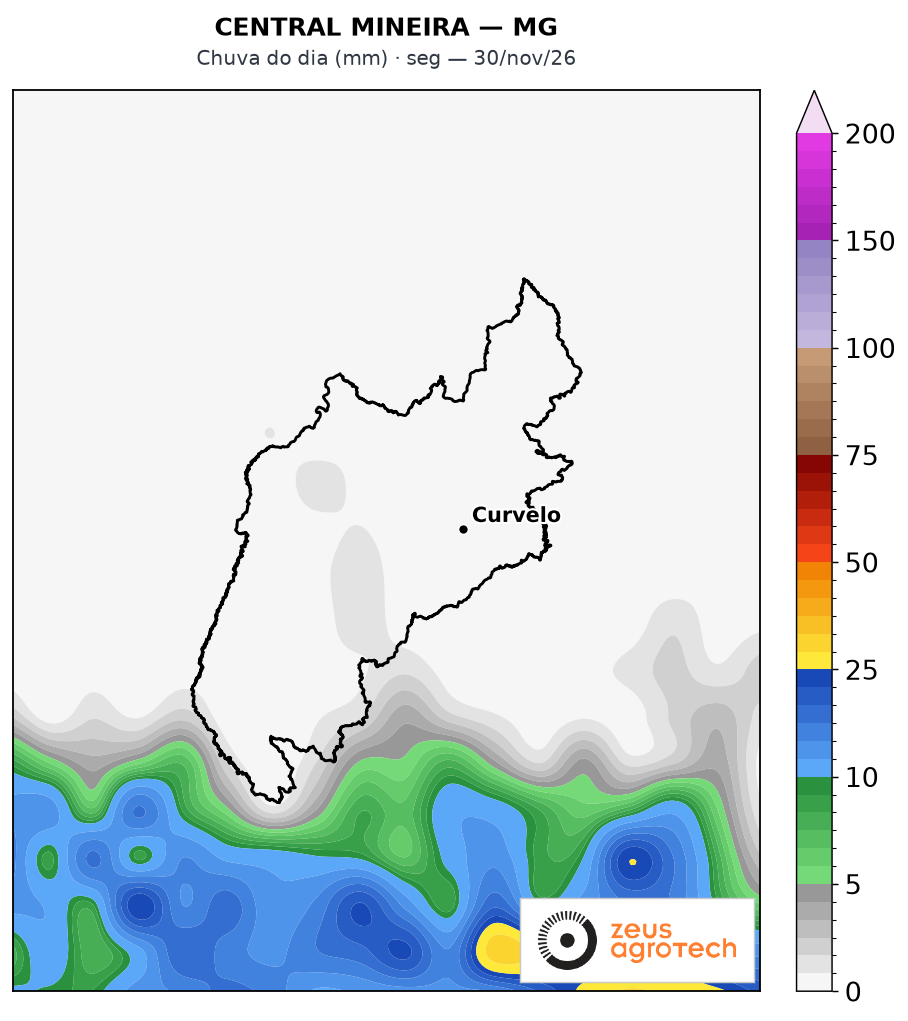 CENTRAL MINEIRA — MG
Chuva do dia (mm) · seg — 30/nov/26
200
150
100
75
50
25
10
5
0
Curvelo
zeus
agrotech